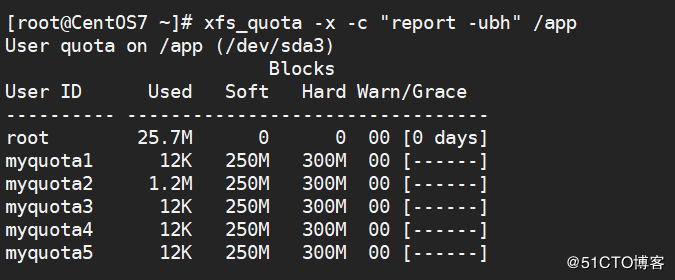 [root@CentOS7 ~]# xfs_quota -x -c "report -ubh" /app
User quota on /app (/dev/sda3)
                        Blocks
User ID      Used   Soft   Hard Warn/Grace
---------- ---------------------------------
root        25.7M      0      0  00 [0 days]
myquota1      12K   250M   300M  00 [------]
myquota2     1.2M   250M   300M  00 [------]
myquota3      12K   250M   300M  00 [------]
myquota4      12K   250M   300M  00 [------]
myquota5      12K   250M   300M  00 [------]
@51CTO博客